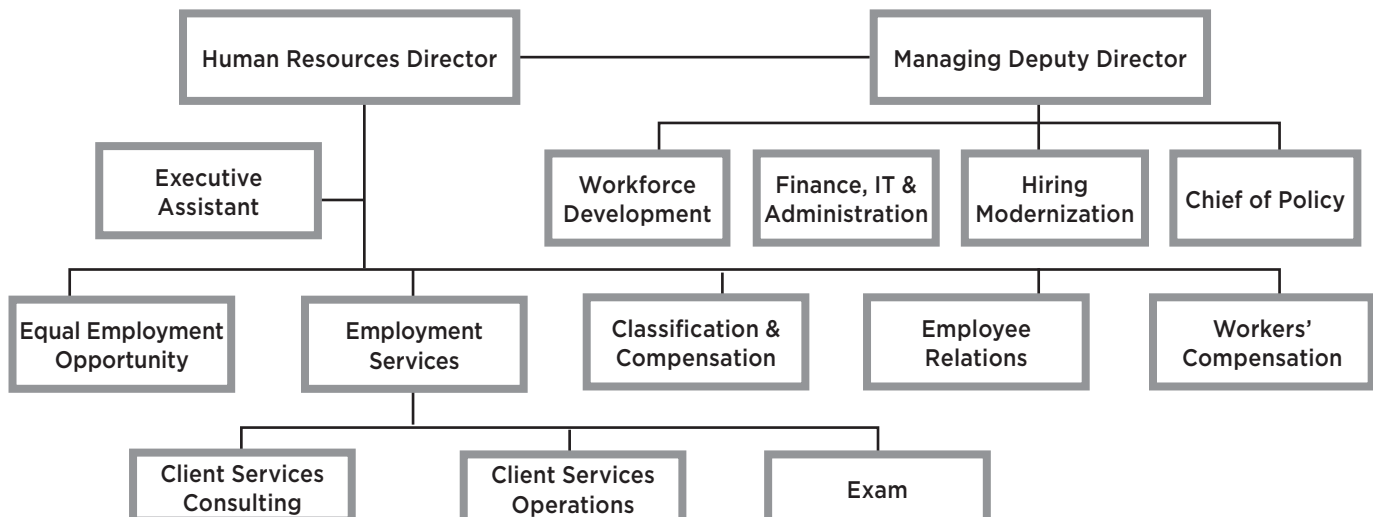 Human Resources Director
Managing Deputy Director
Executive
Assistant
Workforce
Development
Finance, IT &
Administration
Hiring
Modernization
Chief of Policy
Equal Employment
Opportunity
Employment
Services
Classification &
Compensation
Employee
Relations
Workers’
Compensation
Client Services
Consulting
Client Services
Operations
Exam